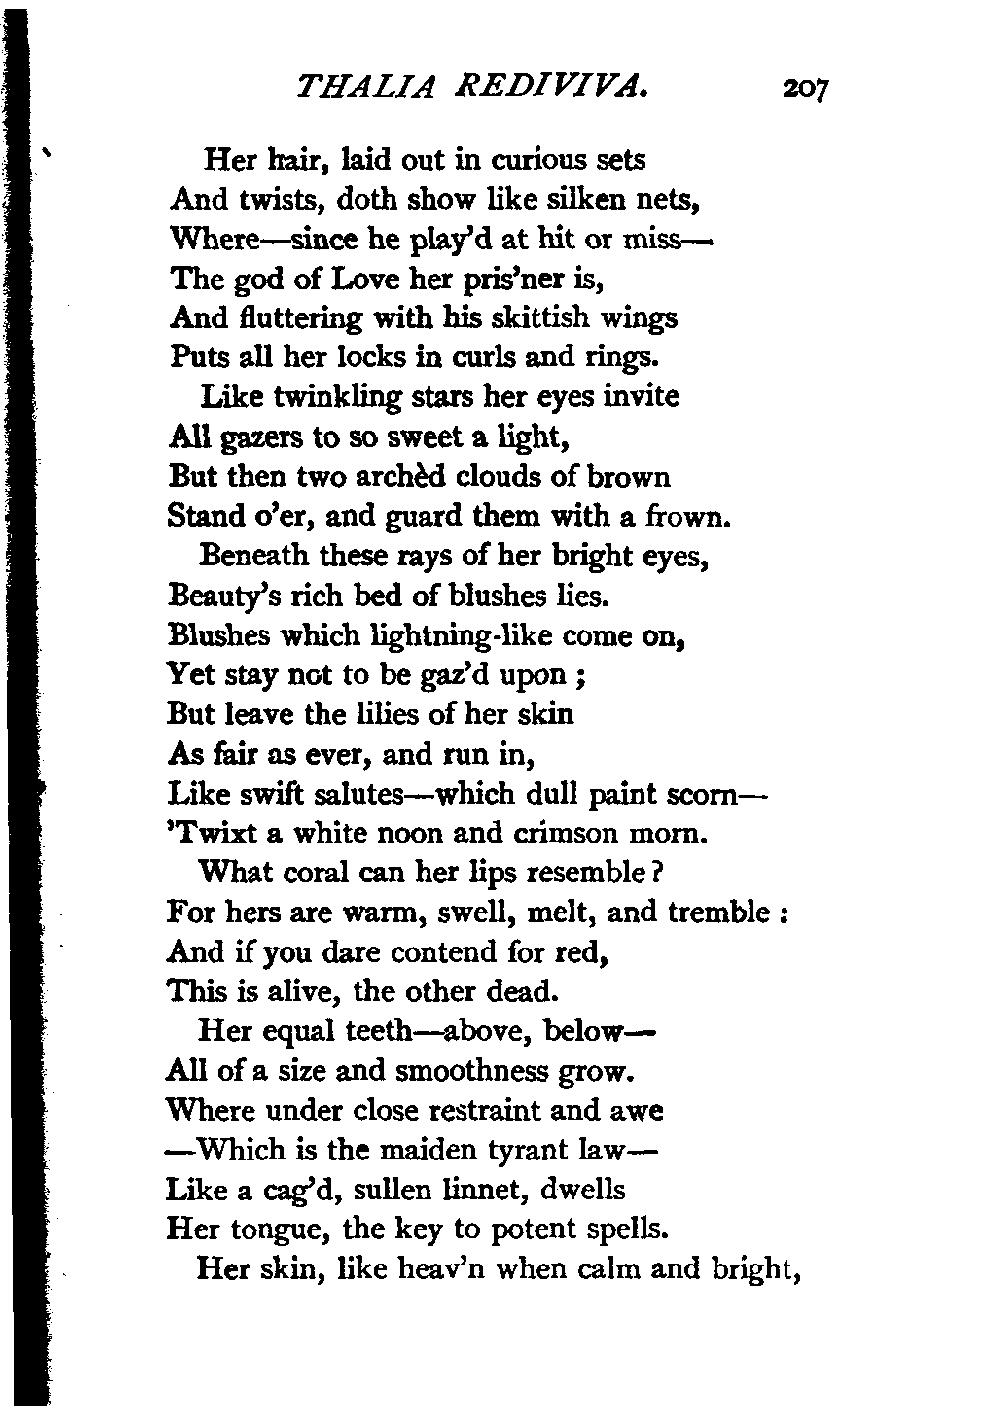 THALIA REDIVIVA. 207
Her hair, laid out in curious sets
And twists, doth show like silken nets,
Where—since he play'd at hit or miss—
The god of Love her pris'ner is,
And fluttering with his skittish wings
Puts all her locks in curls and rings.
Like twinkling stars her eyes invite
All gazers to so sweet a light,
But then two archèd clouds of brown
Stand o'er, and guard them with a frown.
Beneath these rays of her bright eyes,
Beauty's rich bed of blushes lies.
Blushes which lightning-like come on,
Yet stay not to be gaz'd upon ;
But leave the lilies of her skin
As fair as ever, and run in,
Like swift salutes—which dull paint scorn—
'Twixt a white noon and crimson morn.
What coral can her lips resemble ?
For hers are warm, swell, melt, and tremble :
And if you dare contend for red,
This is alive, the other dead.
Her equal teeth—above, below—
All of a size and smoothness grow.
Where under close restraint and awe
—Which is the maiden tyrant law—
Like a cag'd, sullen linnet, dwells
Her tongue, the key to potent spells.
Her skin, like heav'n when calm and bright,